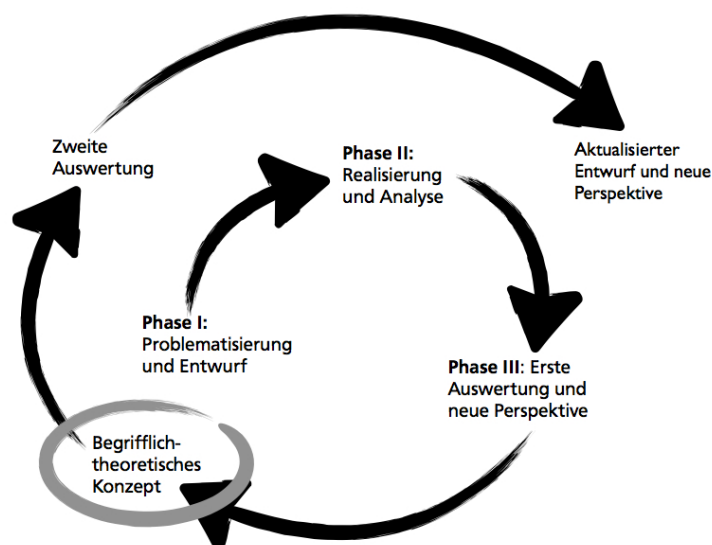 Zweite
Auswertung
Phase II:
Realisierung
und Analyse
Aktualisierter
Entwurf und neue
Perspektive
Phase I:
Problematisierung
und Entwurf
Phase III: Erste
Auswertung und
neue Perspektive
Begrifflich-
theoretisches
Konzept